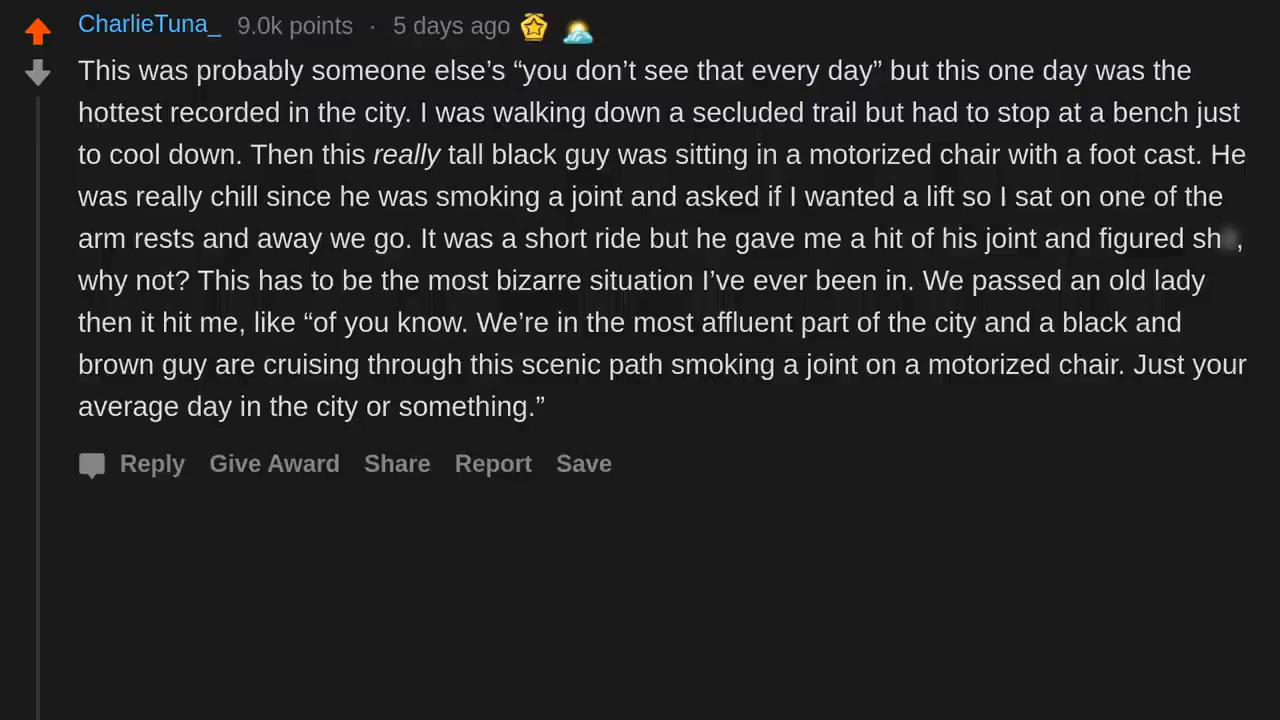 CharlieTuna_ 9.0k points · 5 days ago
This was probably someone else’s “you don’t see that every day” but this one day was the
hottest recorded in the city. I was walking down a secluded trail but had to stop at a bench just
to cool down. Then this really tall black guy was sitting in a motorized chair with a foot cast. He
was really chill since he was smoking a joint and asked if I wanted a lift so I sat on one of the
arm rests and away we go. It was a short ride but he gave me a hit of his joint and figured sh ,
why not? This has to be the most bizarre situation I’ve ever been in. We passed an old lady
then it hit me, like “of you know. We’re in the most affluent part of the city and a black and
brown guy are cruising through this scenic path smoking a joint on a motorized chair. Just your
average day in the city or something.”
Reply Give Award Share Report Save